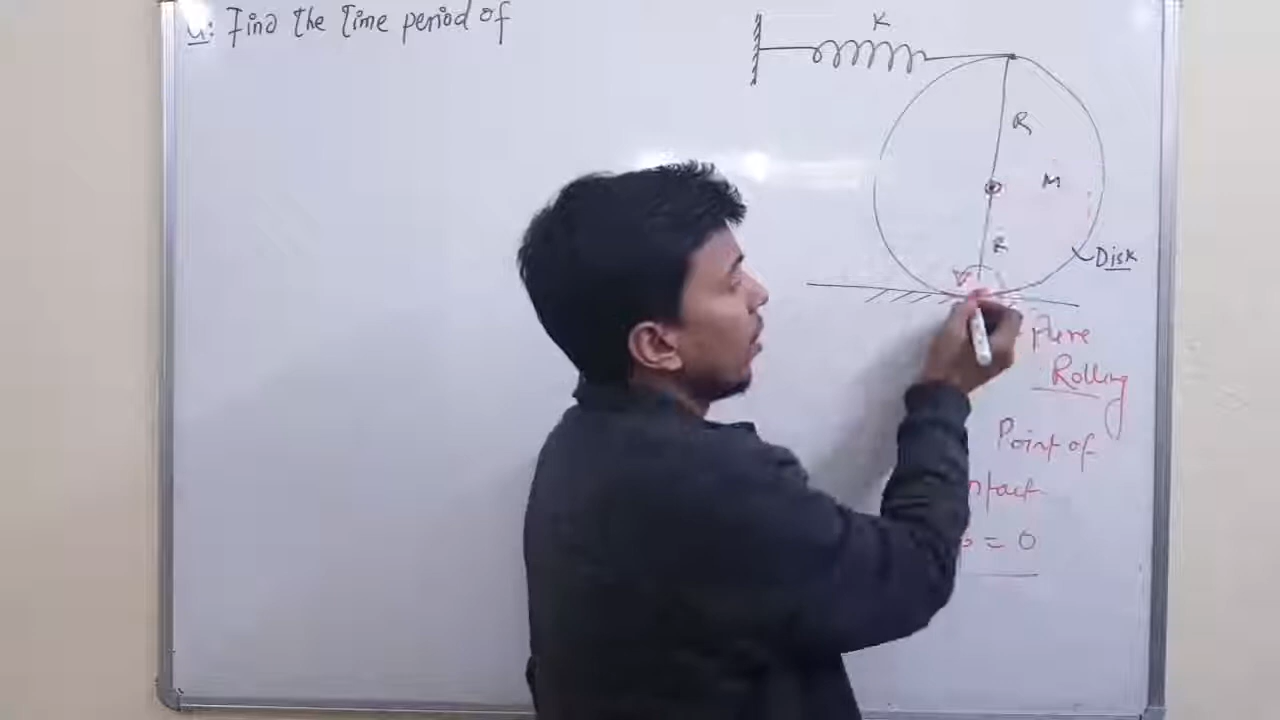 Q: Find the Time period of
K
R
M
R
Disk
Pure
Rolling
Point of
= 0